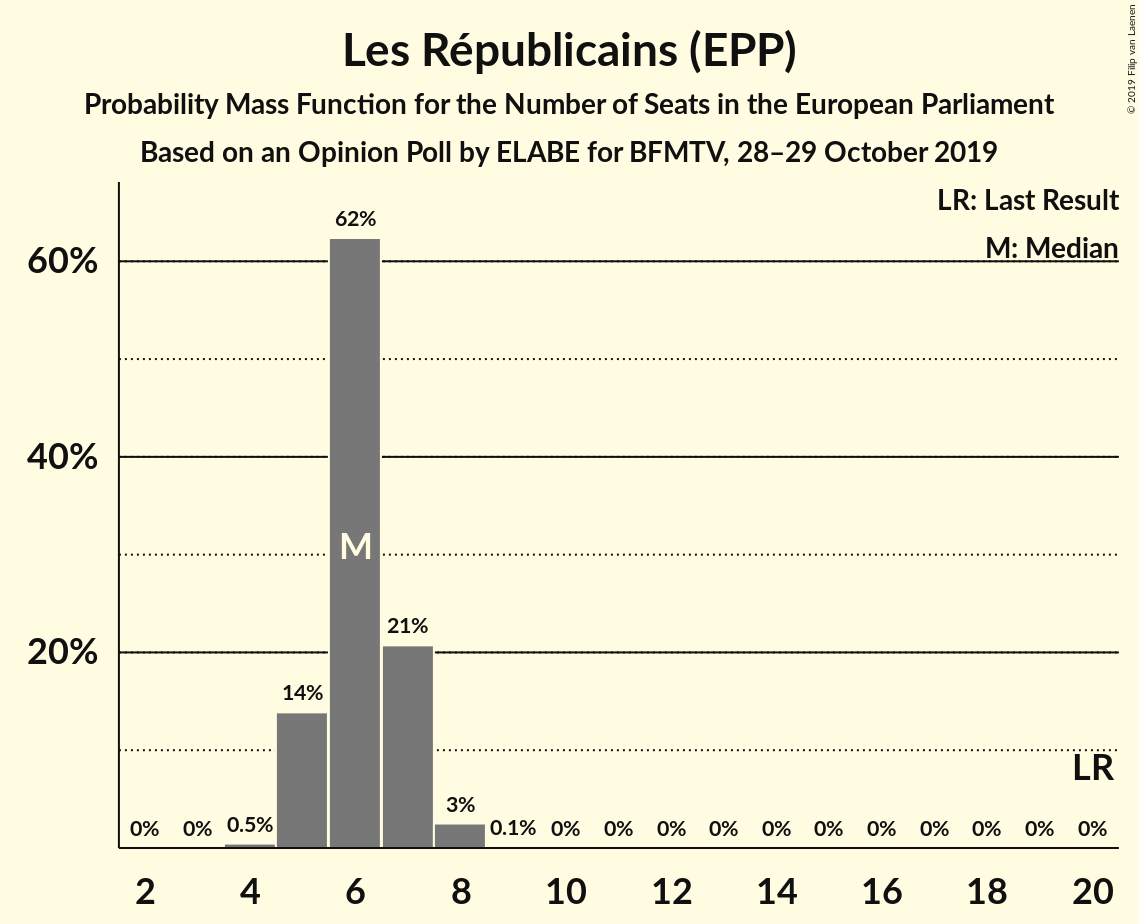 Les Républicains (EPP)
Probability Mass Function for the Number of Seats in the European Parliament
Based on an Opinion Poll by ELABE for BFMTV, 28–29 October 2019
© 2019 Filip van Laenen
LR: Last Result
M: Median
60%
40%
20%
62%
M
21%
14%
LR
0% 0% 0.5% 3% 0.1% 0% 0% 0% 0% 0% 0% 0% 0% 0% 0% 0%
2 4 6 8 10 12 14 16 18 20